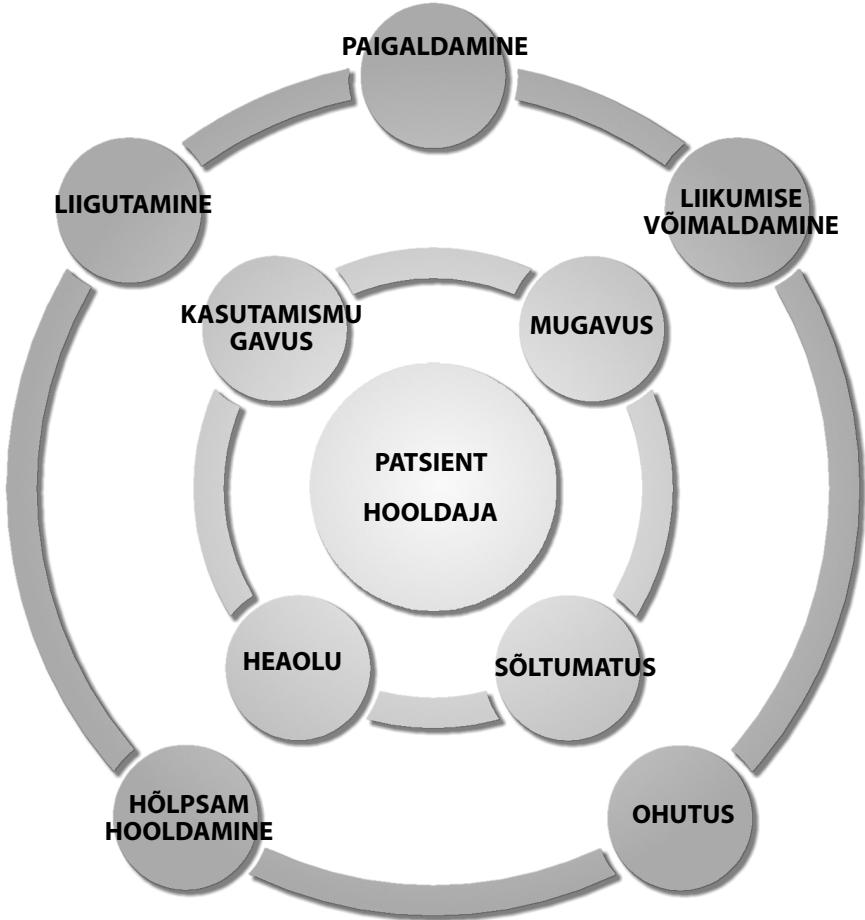 PAIGALDAMINE
LIIGUTAMINE
LIIKUMISE
VÕIMALDAMINE
KASUTAMISMU
GAVUS
MUGAVUS
PATSIENT
HOOLDAJA
HEAOLU
SÕLTUMATUS
HÕLPSAM
HOOLDAMINE
OHUTUS